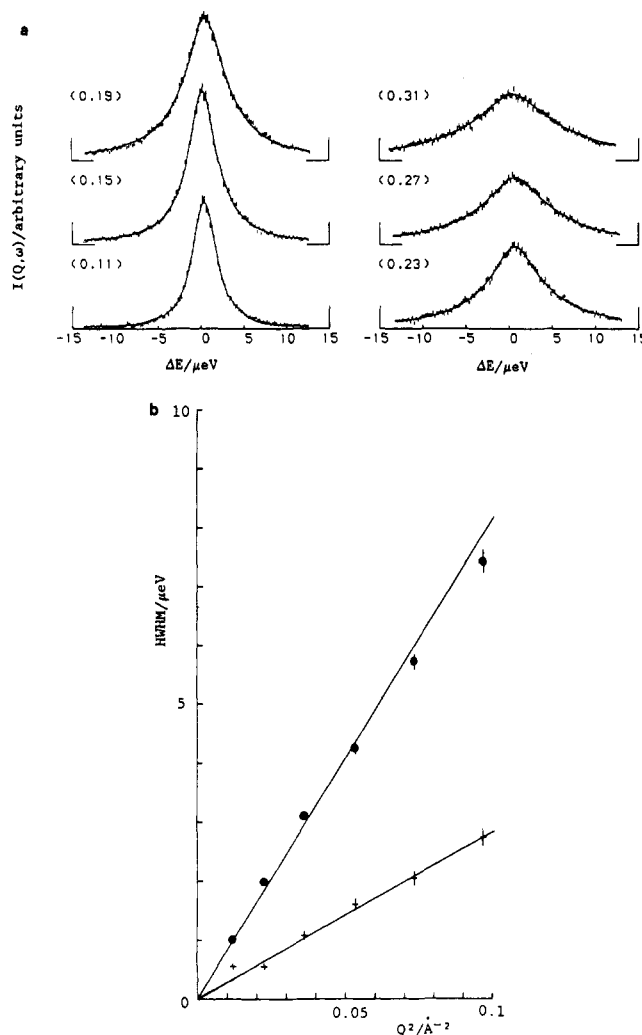 a
I(Q,ω)/arbitrary units
(0.19)
(0.15)
(0.11)
-15 -10 -5 0 5 10 15
ΔE/μeV
(0.31)
(0.27)
(0.23)
-15 -10 -5 0 5 10 15
ΔE/μeV
b
HWHM/μeV
10
5
0
0.05
0.1
Q²/Å⁻²